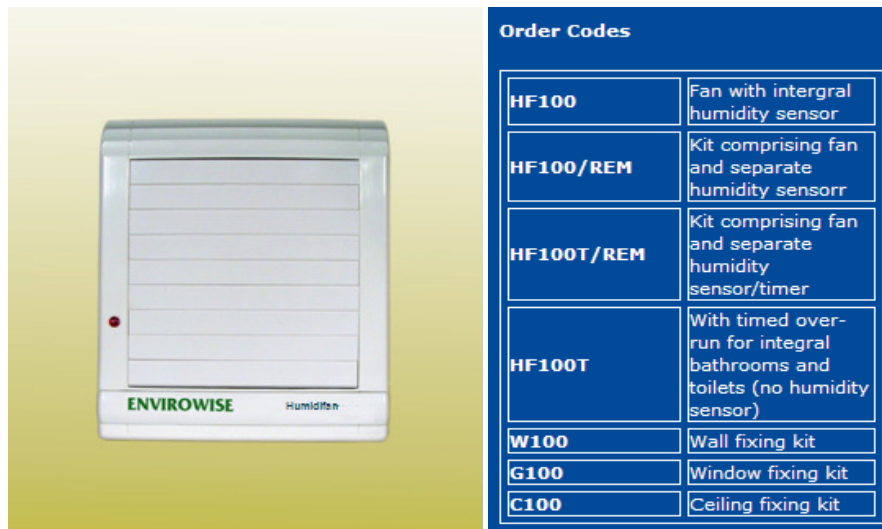 ENVIROWISE Humidifan
Order Codes
HF100
Fan with intergral
humidity sensor
HF100/REM
Kit comprising fan
and separate
humidity sensorr
HF100T/REM
Kit comprising fan
and separate
humidity
sensor/timer
HF100T
With timed over-
run for integral
bathrooms and
toilets (no humidity
sensor)
W100
Wall fixing kit
G100
Window fixing kit
C100
Ceiling fixing kit